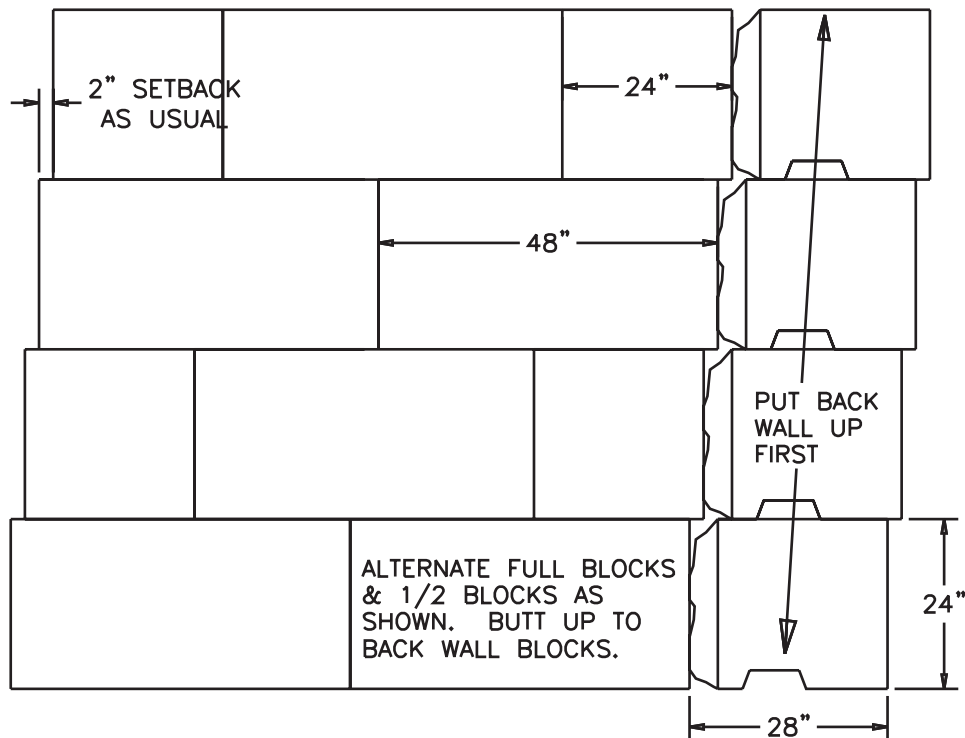 2” SETBACK
AS USUAL
24”
48”
PUT BACK
WALL UP
FIRST
ALTERNATE FULL BLOCKS
& 1/2 BLOCKS AS
SHOWN. BUTT UP TO
BACK WALL BLOCKS.
24”
28”